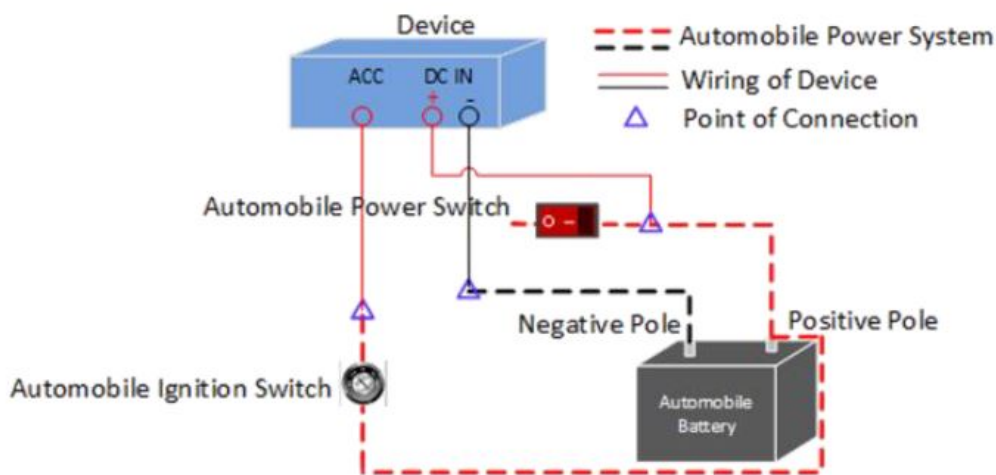 Device
Automobile Power System
ACC
DC IN
+
-
Wiring of Device
Point of Connection
Automobile Power Switch
Negative Pole
Positive Pole
Automobile Ignition Switch
Automobile
Battery